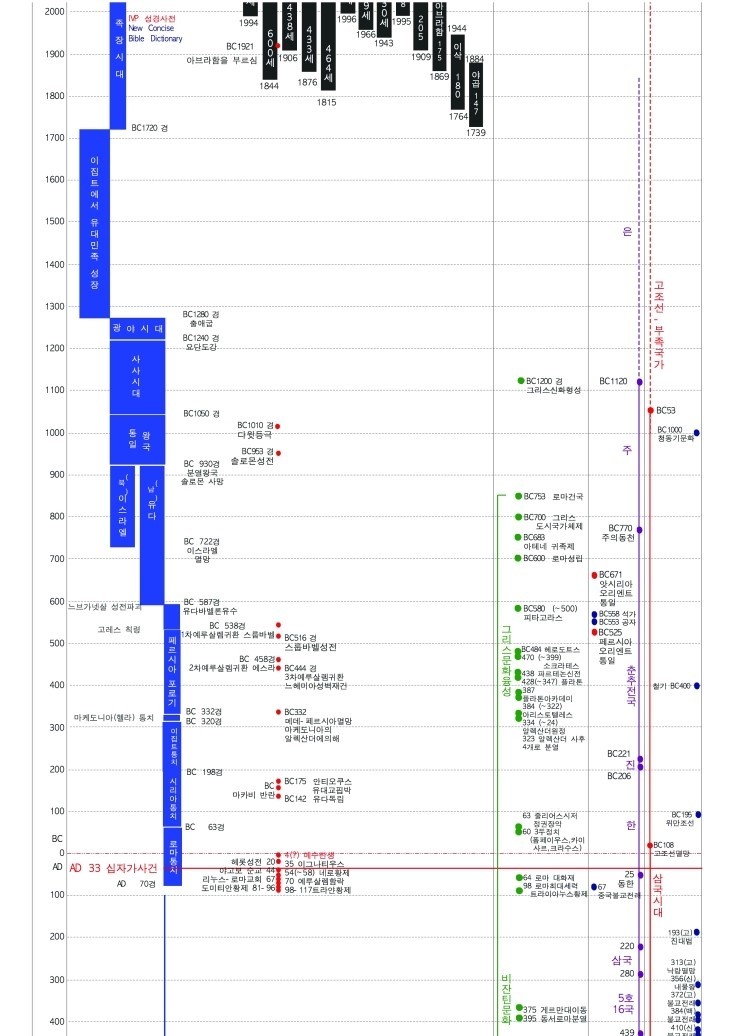 2000
1900
1800
1700
1600
1500
1400
1300
1200
1100
1000
900
800
700
600
500
400
300
200
100
BC
0
AD
100
200
300
400
족장시대
IVP 성경사전
New Concise
Bible Dictionary
BC1720 경
이집트에서 유대민족 성장
광야시대
사사시대
통일왕국
(북)이스라엘
(남)유다
페르시아 포로기
이집트통치
시리아통치
로마통치
1994
600세
1844
438세
1906
433세
1876
464세
1815
1996
9세
1966
30세
1943
8
1995
205
1909
아브라함 175
1869
1944
이삭 180
1764
1884
야곱 147
1739
BC1921
아브라함을 부르심
BC1280 경
출애굽
BC1240 경
요단도강
BC1050 경
BC1010 경
다윗등극
BC953 경
솔로몬성전
BC 930경
분열왕국
솔로몬 사망
BC 722경
이스라엘
멸망
느브가넷살 성전파괴
BC 587경
유다바벨론유수
고레스 칙령
BC 538경
1차예루살렘귀환 스룹바벨
BC516 경
스룹바벨성전
BC 458경
2차예루살렘귀환 에스라
BC444 경
3차예루살렘귀환
느헤미야성벽재건
BC 332경
마케도니아(헬라) 통치
BC 320경
BC332
메데- 페르시아멸망
마케도니아의
알렉산더에의해
BC 198경
BC175 안티오쿠스
유대교핍박
BC
마카비 반란
BC142 유다독립
BC 63경
4(?) 예수탄생
헤롯성전 20
35 이그나티우스
AD 33 십자가사건
야고보 순교 44
54(~58) 네로황제
리누스- 로마교회 67
70 예루살렘함락
AD 70경
도미티안황제 81- 96
98- 117트라얀황제
BC1200 경
그리스신화형성
BC753 로마건국
BC700 그리스
도시국가체제
BC683
아테네 귀족제
BC600 로마성립
BC580 (~500)
피타고라스
그리스문화융성
BC484 헤로도토스
470 (~399)
소크라테스
438 파르테논신전
428(~347) 플라톤
387
플라톤아카데미
384 (~322)
아리스토텔레스
334 (~24)
알렉산더원정
323 알렉산더 사후
4개로 분열
63 줄리어스시저
정권장악
60 3두정치
(폼페이우스,카이
사르,크라수스)
64 로마 대화재
98 로마최대세력
트라이아누스황제
비잔틴문화
375 게르만대이동
395 동서로마분열
BC671
앗시리아
오리엔트
통일
BC558 석가
BC553 공자
BC525
페르시아
오리엔트
통일
67
중국불교전래
은
BC1120
주
BC770
주의동천
춘추전국
BC221
진
BC206
한
25
동한
220
삼국
280
5호
16국
439
고조선-부족국가
BC53
BC1000
청동기문화
철기 BC400
BC195
위만조선
BC108
고조선멸망
삼국시대
193(고)
진대법
313(고)
낙랑멸망
356(신)
내물왕
372(고)
불교전래
384(백)
불교전래
410(신)